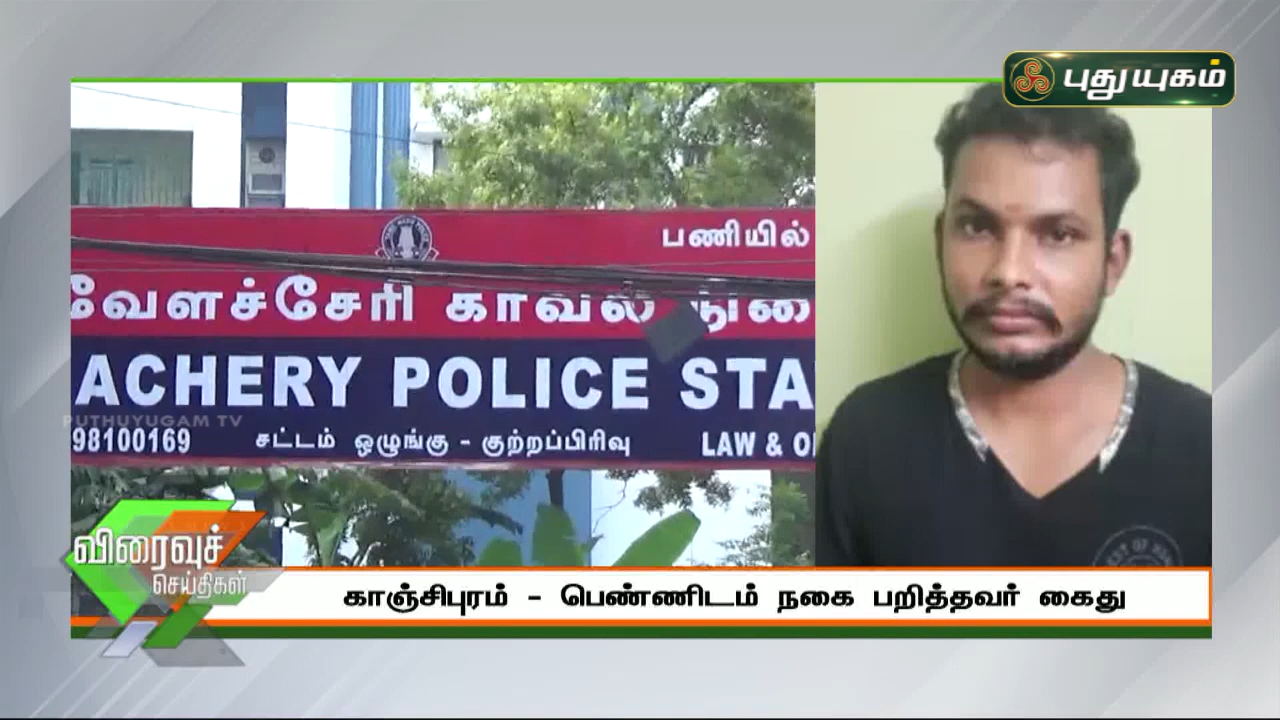 புதுயுகம்
பணியில்
வேளச்சேரி காவல்
ACHERY POLICE STA
PUTHUYUGAM TV
98100169 சட்டம் ஒழுங்கு - குற்றப்பிரிவு LAW & O
விரைவுச்
செய்திகள்
காஞ்சிபுரம் - பெண்ணிடம் நகை பறித்தவர் கைது